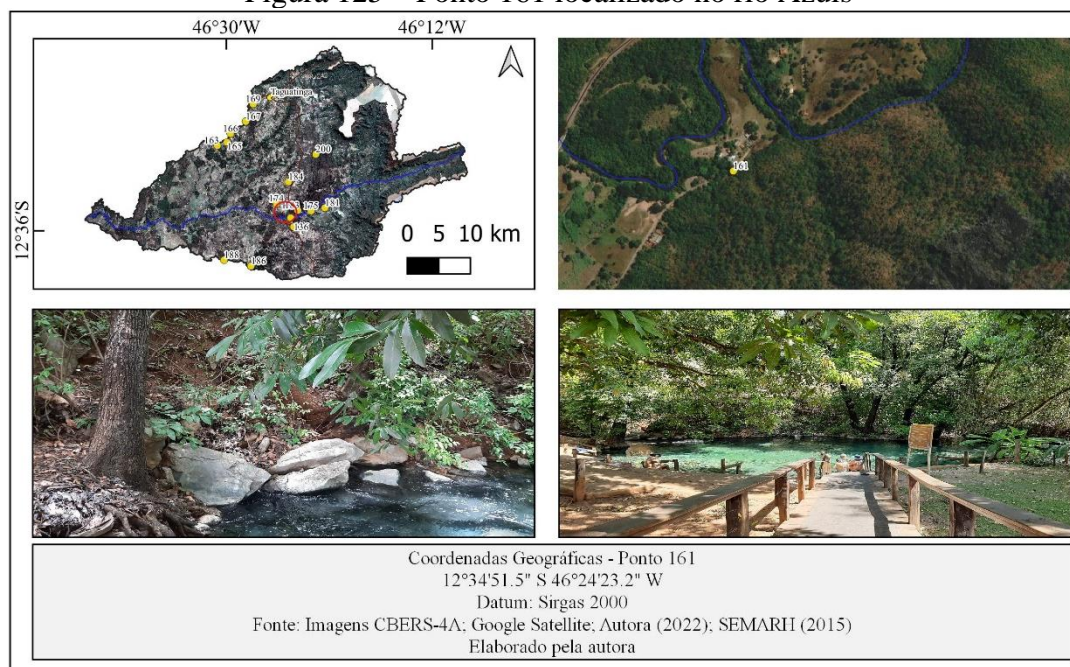 Figura 123 – Ponto 161 localizado no rio Azuis
46°30'W 46°12'W
12°36'S
169
Taguatinga
167
166
163
165
200
184
174
175
181
136
188
186
0 5 10 km
161
Coordenadas Geográficas - Ponto 161
12°34'51.5" S 46°24'23.2" W
Datum: Sirgas 2000
Fonte: Imagens CBERS-4A; Google Satellite; Autora (2022); SEMARH (2015)
Elaborado pela autora